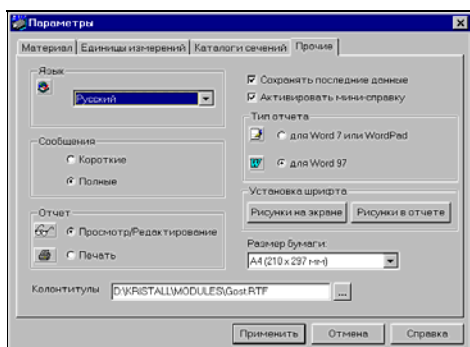 Параметры
Материал Единицы измерений Каталоги сечений Прочие
Язык
Русский
Сообщения
Короткие
Полные
Отчет
Просмотр/Редактирование
Печать
Сохранять последние данные
Активировать мини-справку
Тип отчета
для Word 7 или WordPad
для Word 97
Установка шрифта
Рисунки на экране Рисунки в отчете
Размер бумаги:
A4 (210 x 297 мм)
Колонтитулы D:\KRISTALL\MODULES\Gost.RTF ...
Применить Отмена Справка